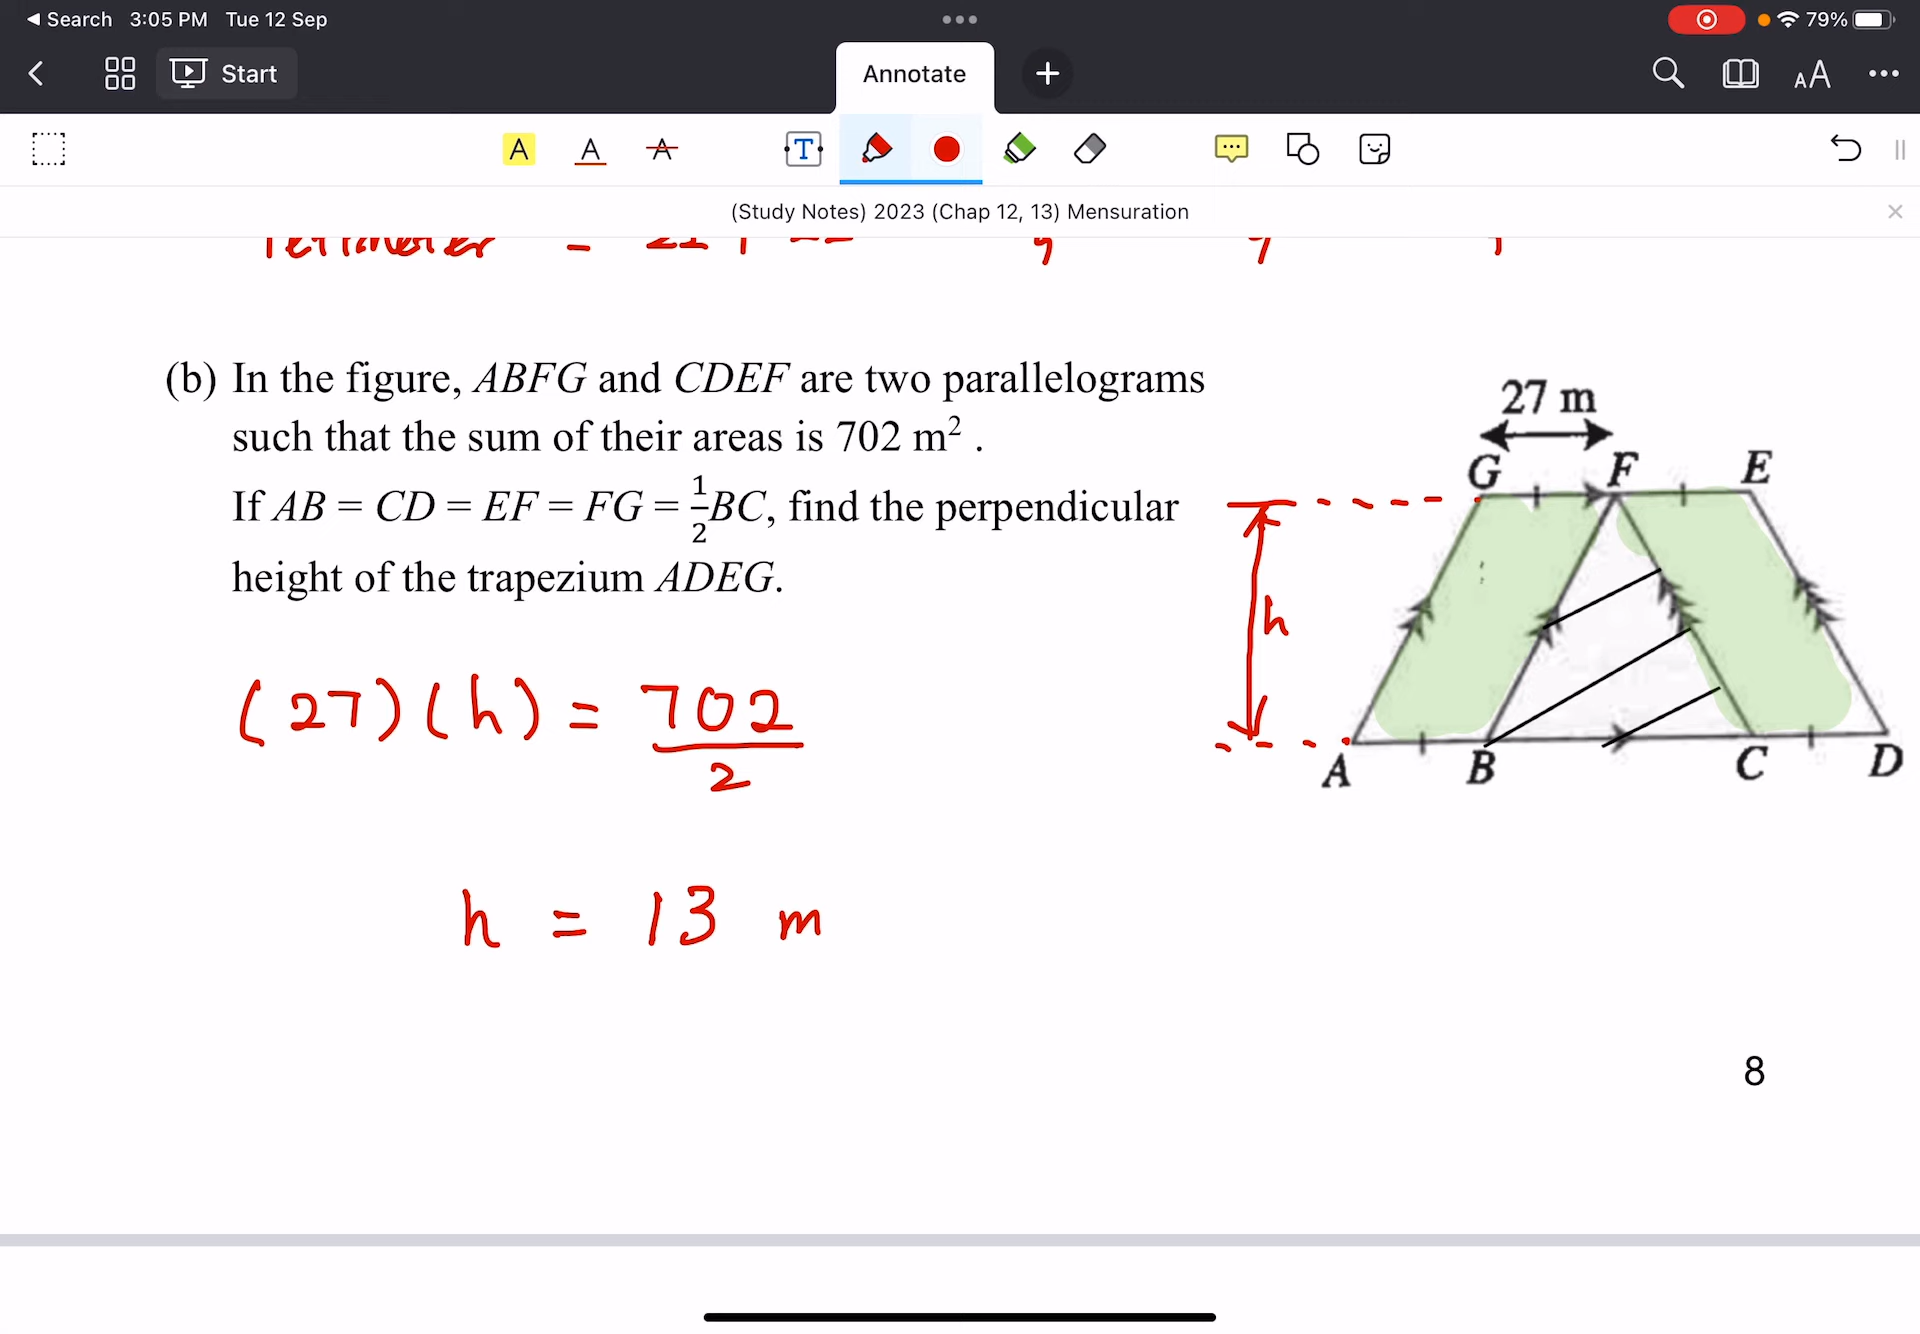 Search 3:05 PM Tue 12 Sep 79%
Start Annotate AA
A A A T
(Study Notes) 2023 (Chap 12, 13) Mensuration
Perimeter =
(b) In the figure, ABFG and CDEF are two parallelograms
such that the sum of their areas is 702 m² .
If AB = CD = EF = FG = 1/2 BC, find the perpendicular
height of the trapezium ADEG.
27 m
G F E
h
A B C D
(27)(h) = 702/2
h = 13 m
8